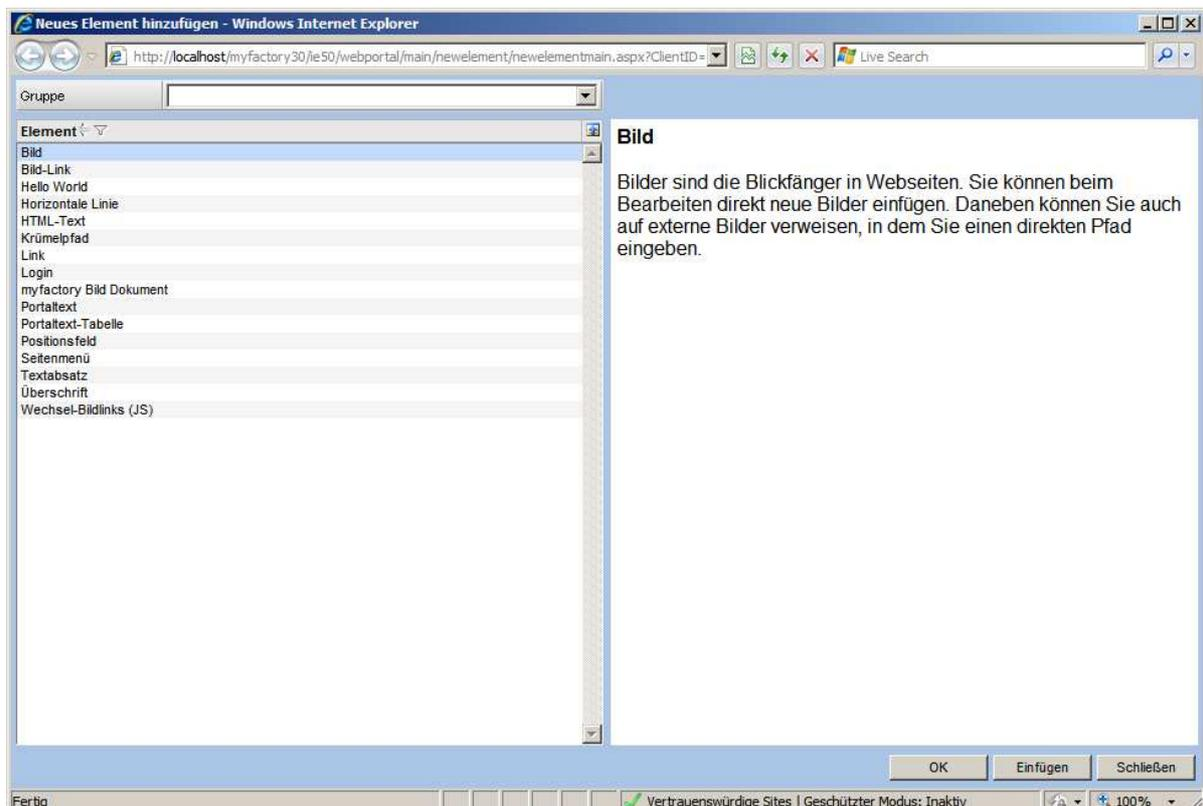 Neues Element hinzufügen - Windows Internet Explorer
http://localhost/myfactory30/ie50/webportal/main/newelement/newelementmain.aspx?ClientID=
Live Search
Gruppe
Element
Bild
Bild-Link
Hello World
Horizontale Linie
HTML-Text
Krümelpfad
Link
Login
myfactory Bild Dokument
Portaltext
Portaltext-Tabelle
Positionsfeld
Seitenmenü
Textabsatz
Überschrift
Wechsel-Bildlinks (JS)
Bild
Bilder sind die Blickfänger in Webseiten. Sie können beim
Bearbeiten direkt neue Bilder einfügen. Daneben können Sie auch
auf externe Bilder verweisen, in dem Sie einen direkten Pfad
eingeben.
OK
Einfügen
Schließen
Fertig
Vertrauenswürdige Sites | Geschützter Modus: Inaktiv
100%